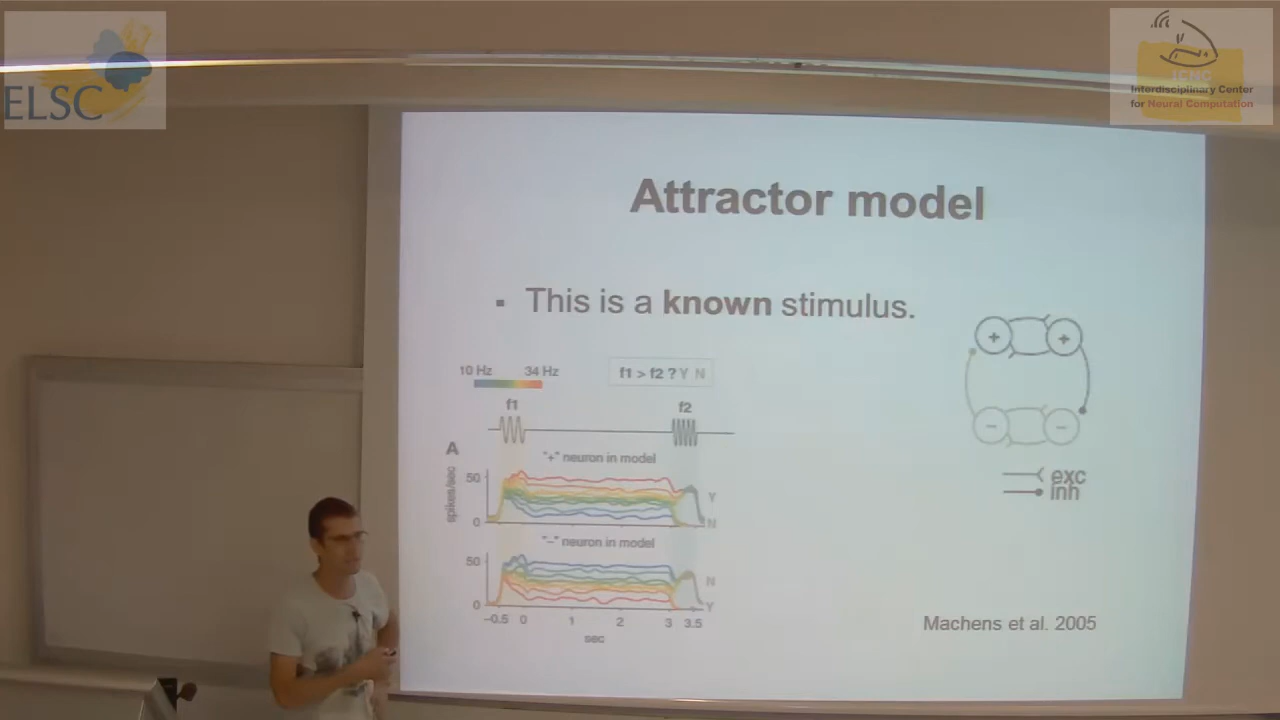 ELSC
ICNC
Interdisciplinary Center
for Neural Computation
Attractor model
▪ This is a known stimulus.
10 Hz 34 Hz
f1 > f2 ? Y N
f1
f2
A
"+" neuron in model
spikes/sec
50
0
Y
N
"–" neuron in model
50
0
N
Y
−0.5 0 1 2 3 3.5
sec
+ +
− −
exc
inh
Machens et al. 2005